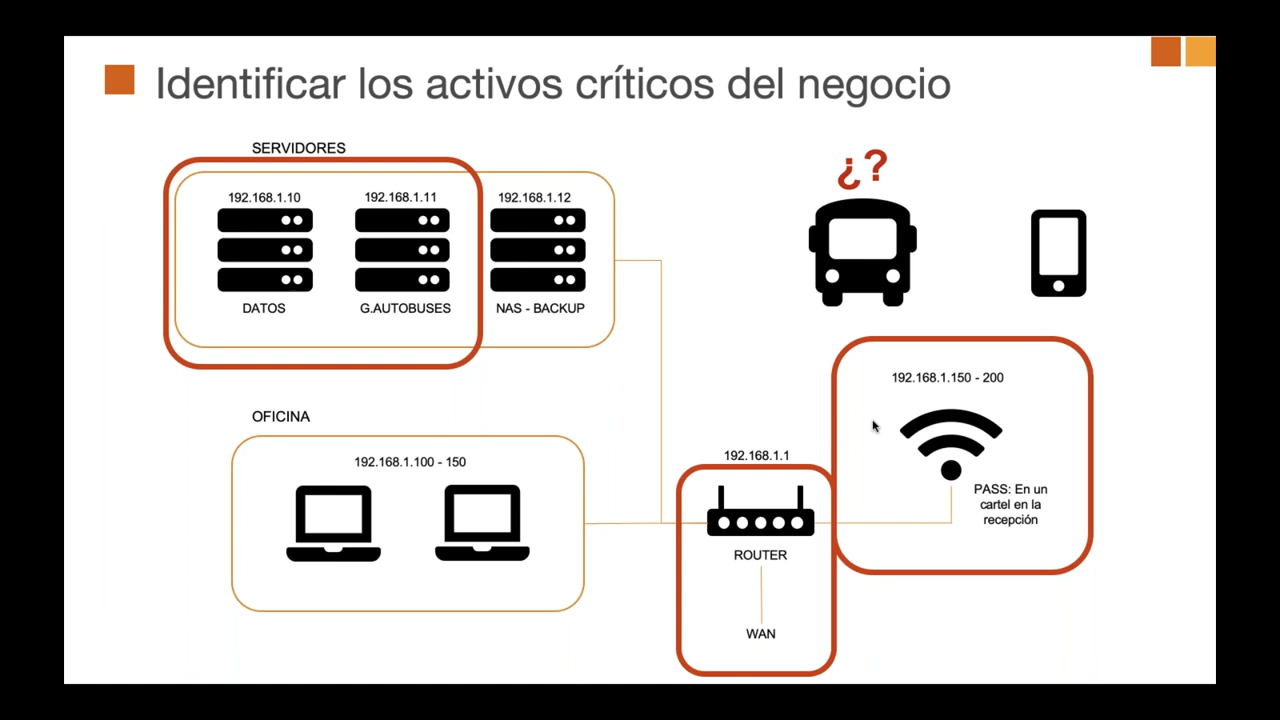 Identificar los activos críticos del negocio
SERVIDORES
192.168.1.10
192.168.1.11
192.168.1.12
DATOS
G.AUTOBUSES
NAS - BACKUP
¿?
192.168.1.150 - 200
PASS: En un
cartel en la
recepción
OFICINA
192.168.1.100 - 150
192.168.1.1
ROUTER
WAN